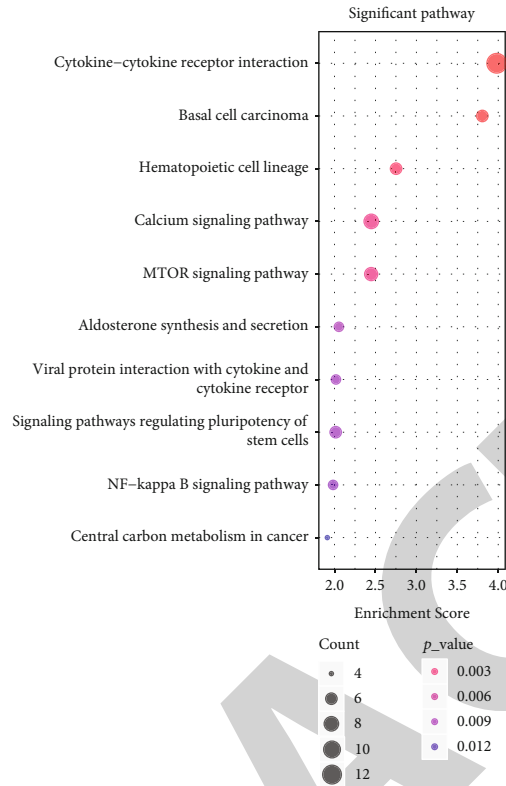 Significant pathway
Cytokine−cytokine receptor interaction
Basal cell carcinoma
Hematopoietic cell lineage
Calcium signaling pathway
MTOR signaling pathway
Aldosterone synthesis and secretion
Viral protein interaction with cytokine and
cytokine receptor
Signaling pathways regulating pluripotency of
stem cells
NF−kappa B signaling pathway
Central carbon metabolism in cancer
2.0 2.5 3.0 3.5 4.0
Enrichment Score
Count
4
6
8
10
12
p_value
0.003
0.006
0.009
0.012